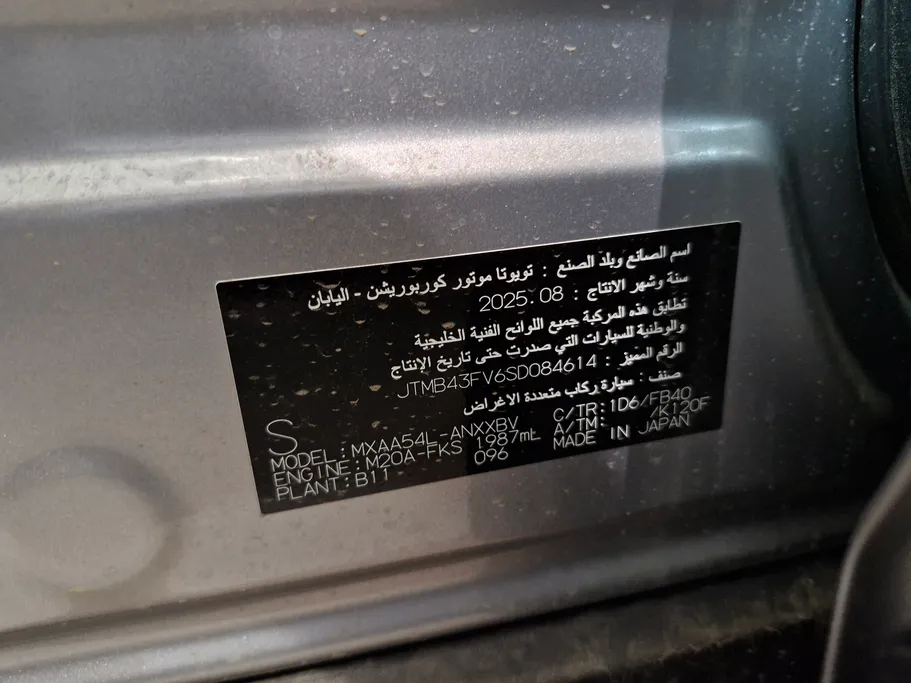 اسم الصانع وبلد الصنع : تويوتا موتور كوربوريشن - اليابان
سنة وشهر الانتاج : 2025.08
تطابق هذه المركبة جميع اللوائح الفنية الخليجية
والوطنية للسيارات التي صدرت حتى تاريخ الإنتاج
الرقم المميز : JTMB43FV6SD084614
صنف : سيارة ركاب متعددة الاغراض
S
MODEL:MXAA54L-ANXXBV
ENGINE:M20A-FKS 1987mL
PLANT:B11 096
C/TR:1D6/FB40
A/TM: /K120F
MADE IN JAPAN